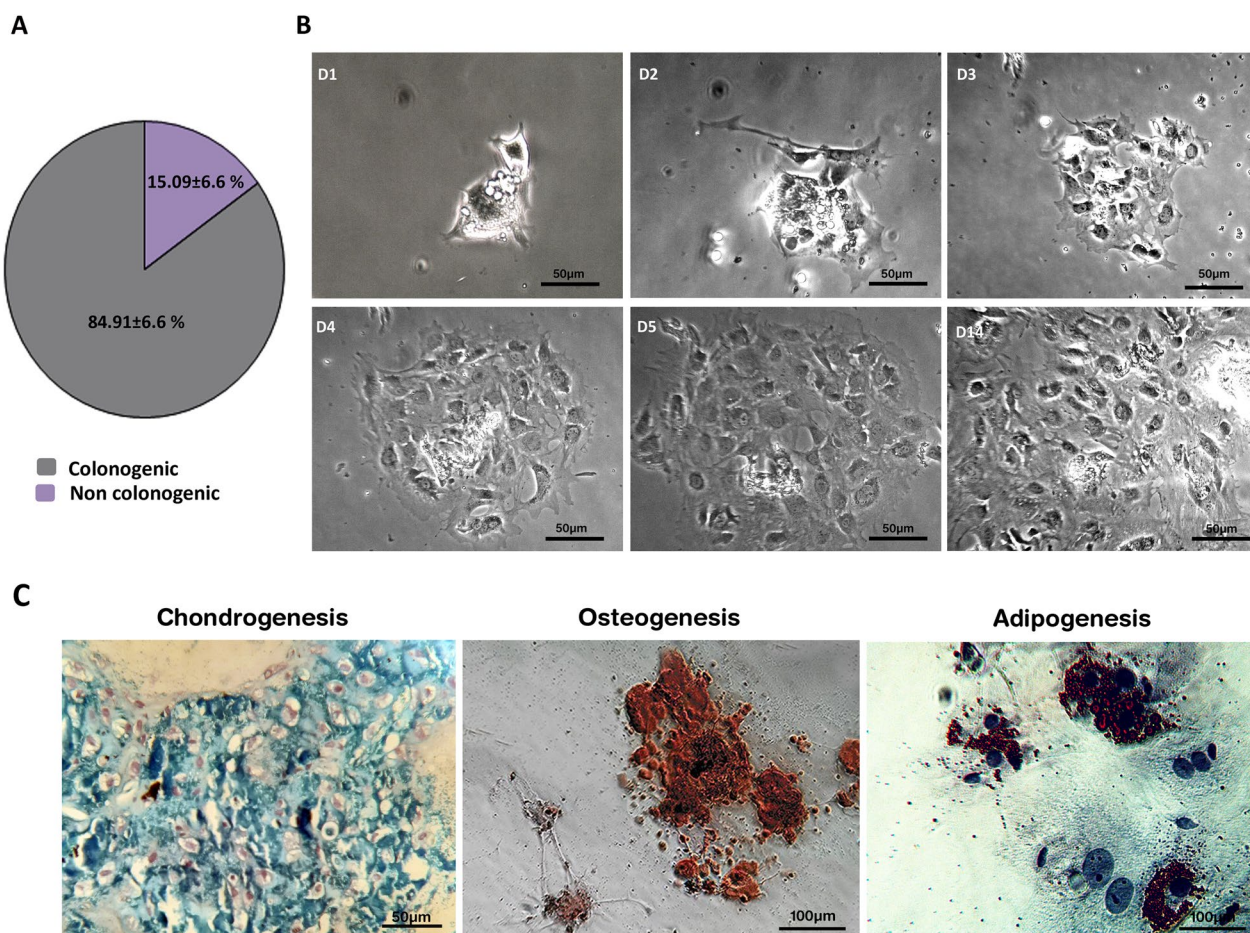 A
B
15.09±6.6 %
84.91±6.6 %
Colonogenic
Non colonogenic
D1
50µm
D2
50µm
D3
50µm
D4
50µm
D5
50µm
D14
50µm
C
Chondrogenesis
Osteogenesis
Adipogenesis
50µm
100µm
100µm